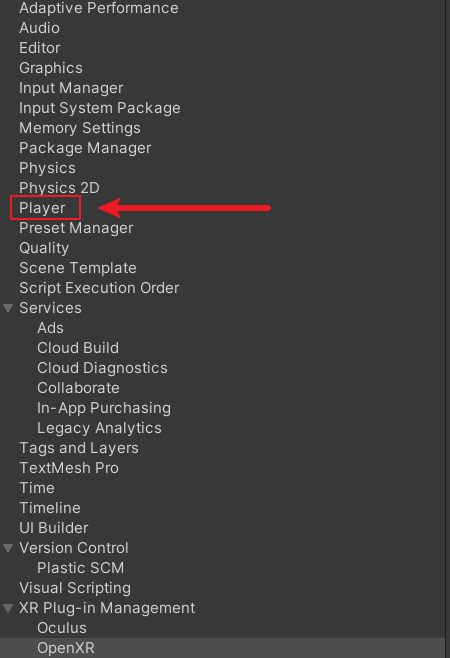 Adaptive Performance
Audio
Editor
Graphics
Input Manager
Input System Package
Memory Settings
Package Manager
Physics
Physics 2D
Player
Preset Manager
Quality
Scene Template
Script Execution Order
Services
Ads
Cloud Build
Cloud Diagnostics
Collaborate
In-App Purchasing
Legacy Analytics
Tags and Layers
TextMesh Pro
Time
Timeline
UI Builder
Version Control
Plastic SCM
Visual Scripting
XR Plug-in Management
Oculus
OpenXR